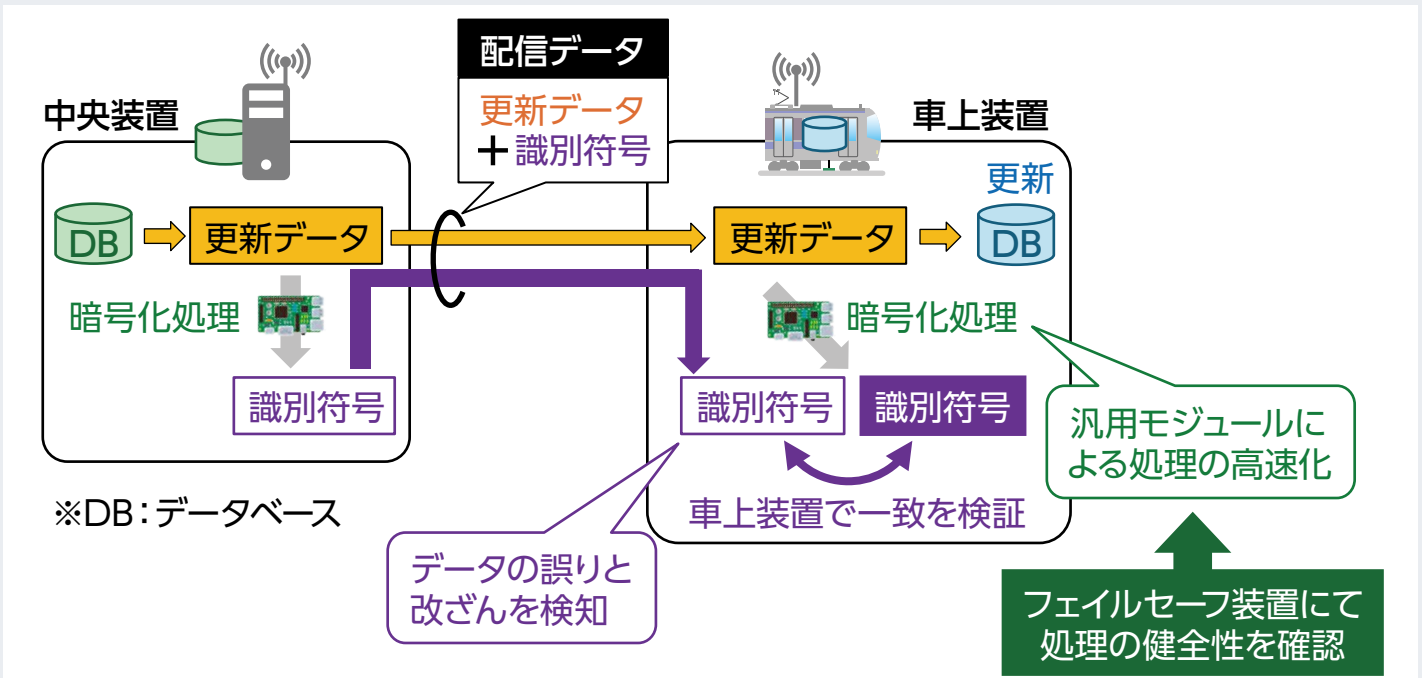 配信データ
更新データ
＋識別符号
中央装置
DB
更新データ
暗号化処理
識別符号
※DB：データベース
車上装置
更新
更新データ
DB
暗号化処理
識別符号
識別符号
車上装置で一致を検証
データの誤りと
改ざんを検知
汎用モジュールに
よる処理の高速化
フェイルセーフ装置にて
処理の健全性を確認